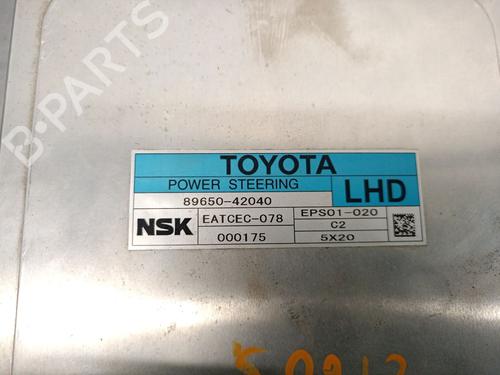 B-PARTS
TOYOTA
POWER STEERING
LHD
89650-42040
NSK
EATCEC-078
EPS01-020
C2
000175
5X20